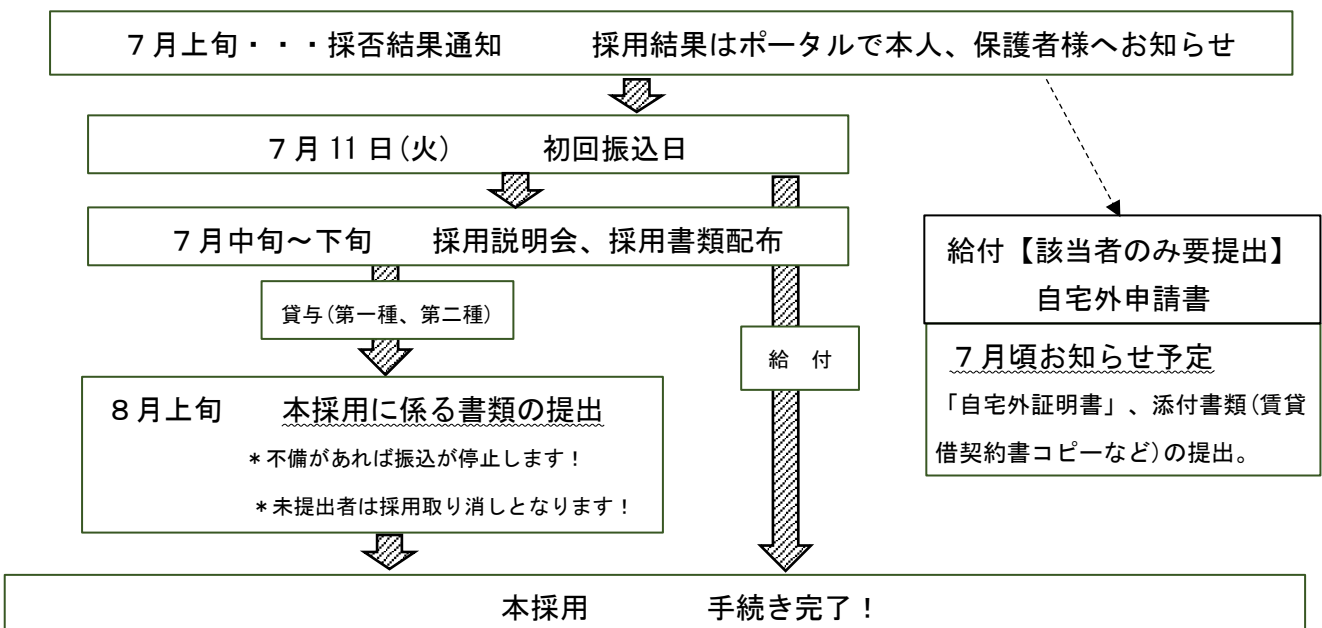 ７月上旬・・・採否結果通知　　　採用結果はポータルで本人、保護者様へお知らせ
７月 11 日(火)　　　初回振込日
７月中旬～下旬　　採用説明会、採用書類配布
貸与(第一種、第二種)
給　付
８月上旬　　本採用に係る書類の提出
＊不備があれば振込が停止します！
＊未提出者は採用取り消しとなります！
給付【該当者のみ要提出】
自宅外申請書
７月頃お知らせ予定
「自宅外証明書」、添付書類(賃貸
借契約書コピーなど)の提出。
本採用　　　手続き完了！